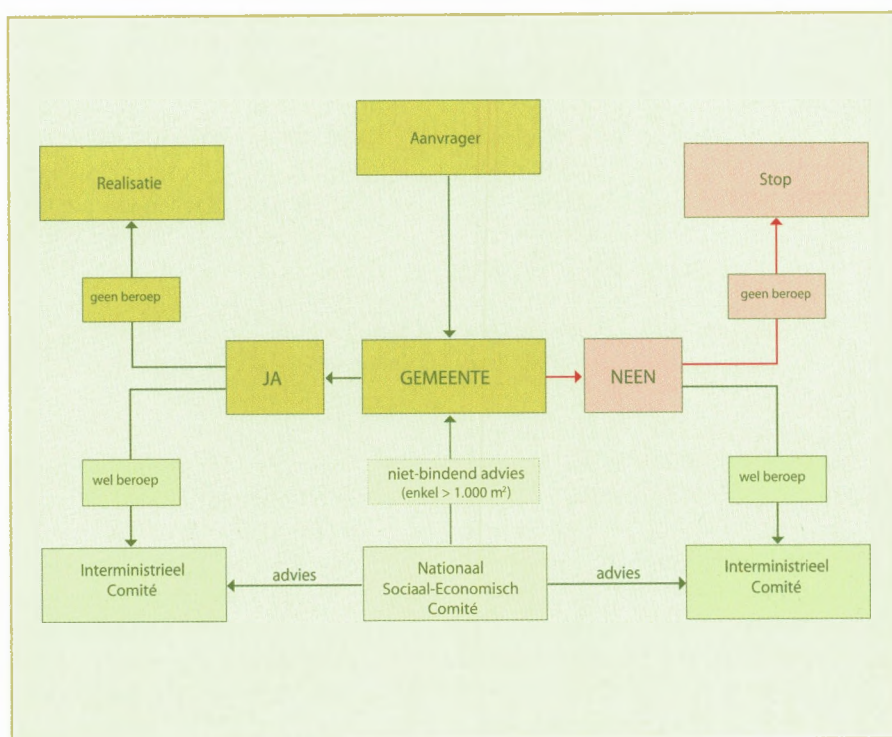 Aanvrager
Realisatie
Stop
geen beroep
geen beroep
JA
GEMEENTE
NEEN
wel beroep
niet-bindend advies
(enkel > 1.000 m²)
wel beroep
Interministrieel
Comité
advies
Nationaal
Sociaal-Economisch
Comité
advies
Interministrieel
Comité